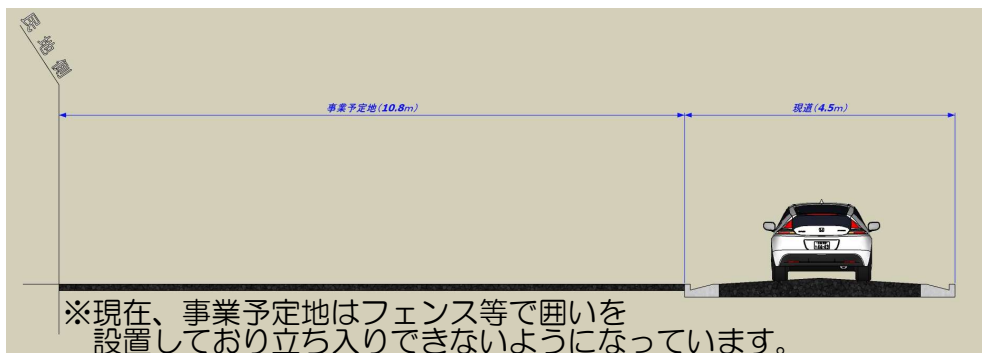 民地側
事業予定地(10.8m)
現道(4.5m)
※現在、事業予定地はフェンス等で囲いを
設置しており立ち入りできないようになっています。